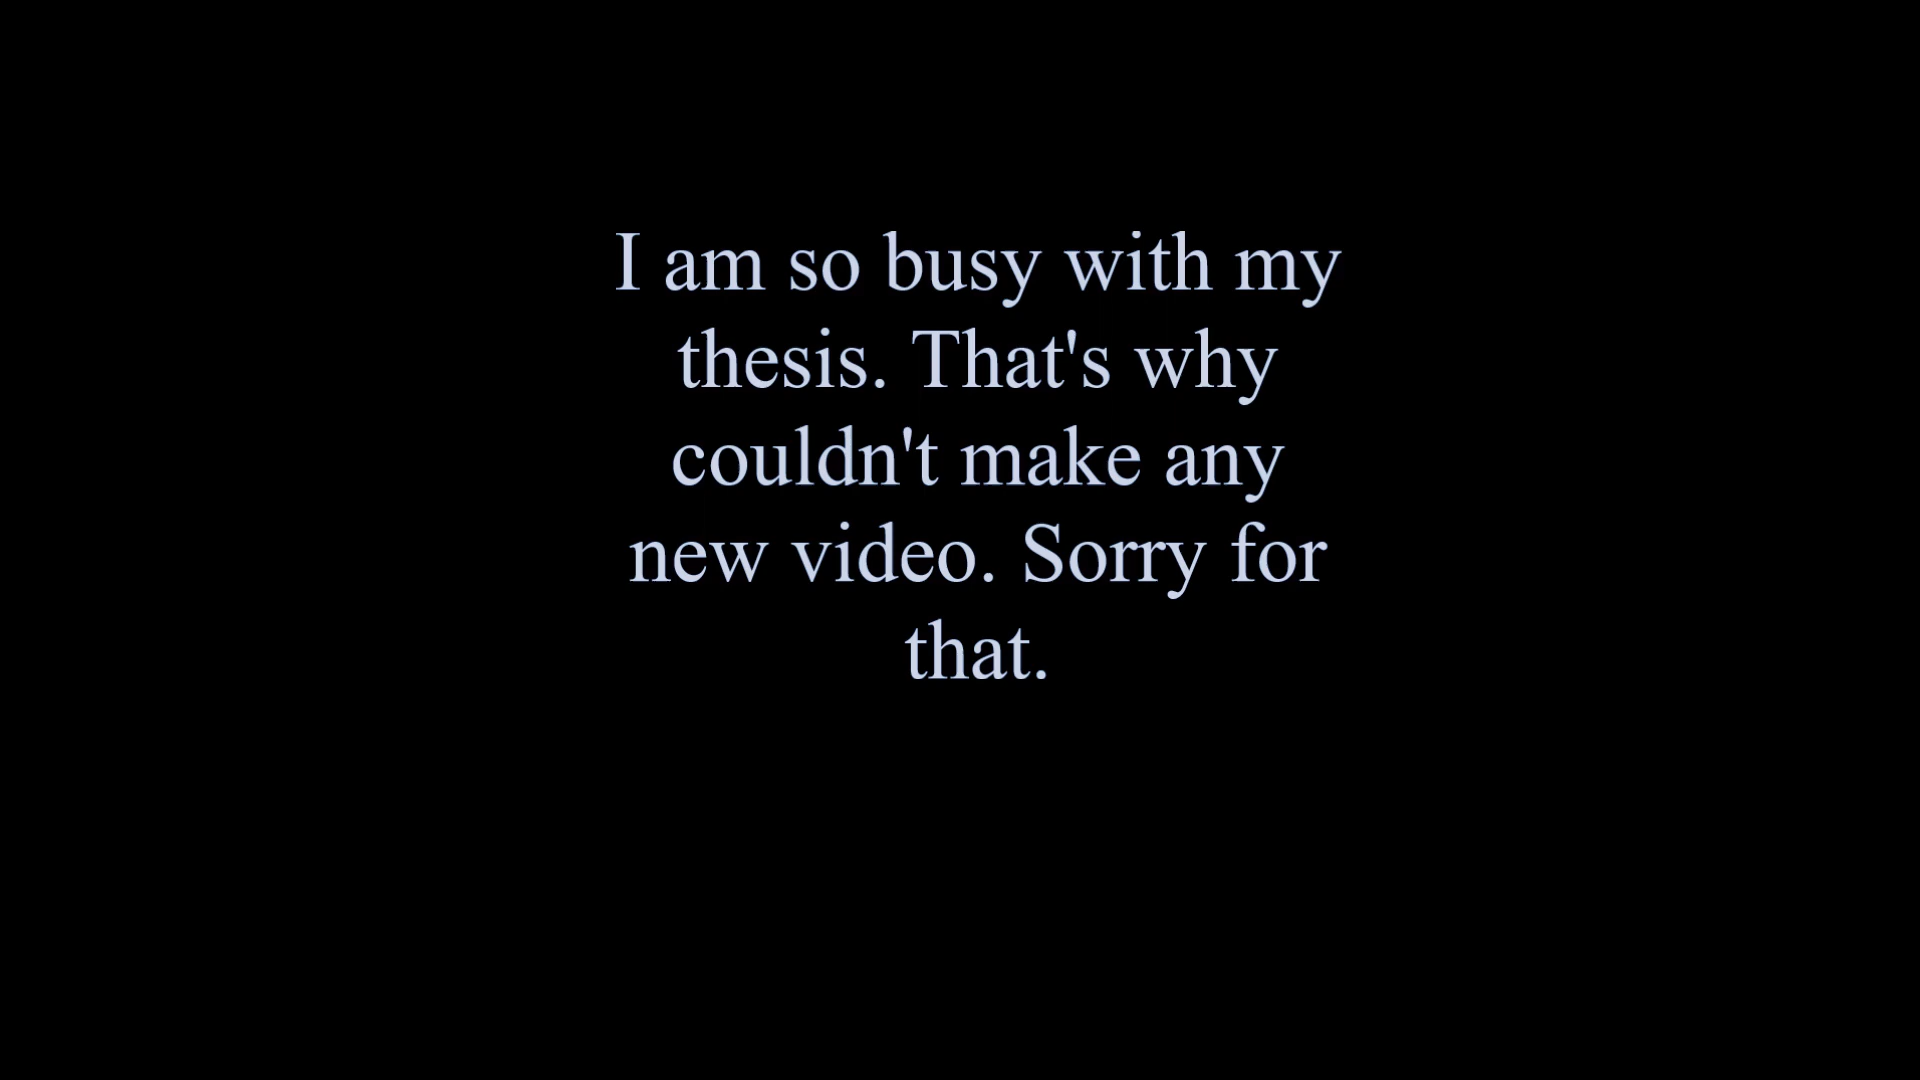 I am so busy with my
thesis. That's why
couldn't make any
new video. Sorry for
that.